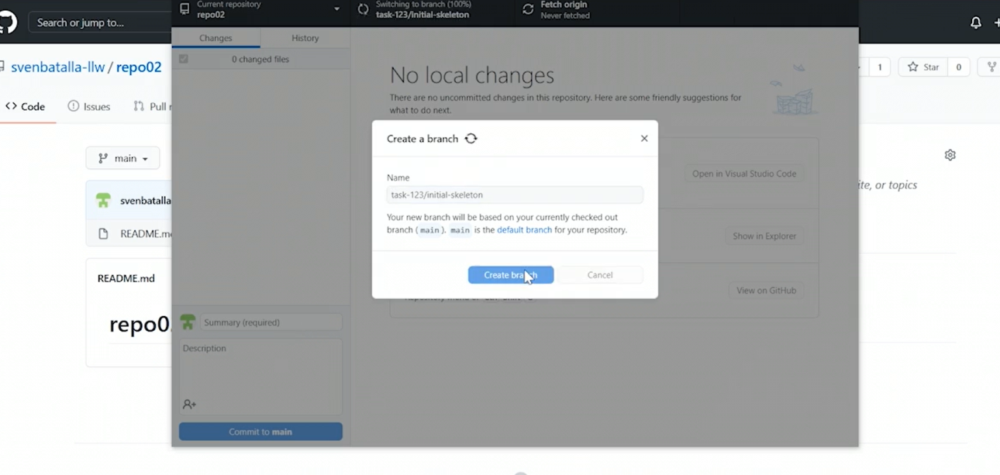 Search or jump to...
svenbatalla-llw / repo02
1
Star
0
Code
Issues
Pull
main
svenbatalla
README.m
README.md
ite, or topics
Current repository
repo02
Switching to branch (100%)
task-123/initial-skeleton
Fetch origin
Never fetched
Changes
History
0 changed files
No local changes
There are no uncommitted changes in this repository. Here are some friendly suggestions for
what to do next.
Open in Visual Studio Code
Show in Explorer
View on GitHub
Create a branch
Name
task-123/initial-skeleton
Your new branch will be based on your currently checked out
branch (main). main is the default branch for your repository.
Create branch
Cancel
Summary (required)
Description
Commit to main